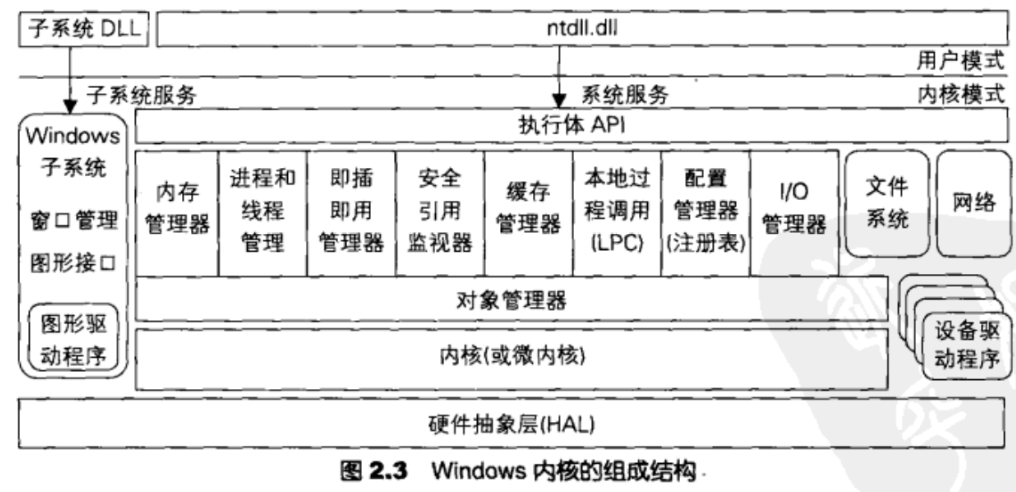 子系统 DLL
ntdll.dll
用户模式
子系统服务
系统服务
内核模式
Windows
子系统
窗口管理
图形接口
图形驱
动程序
执行体 API
内存
管理器
进程和
线程
管理
即插
即用
管理器
安全
引用
监视器
缓存
管理器
本地过
程调用
(LPC)
配置
管理器
(注册表)
I/O
管理器
文件
系统
网络
对象管理器
设备驱
动程序
内核(或微内核)
硬件抽象层(HAL)
图 2.3 Windows 内核的组成结构